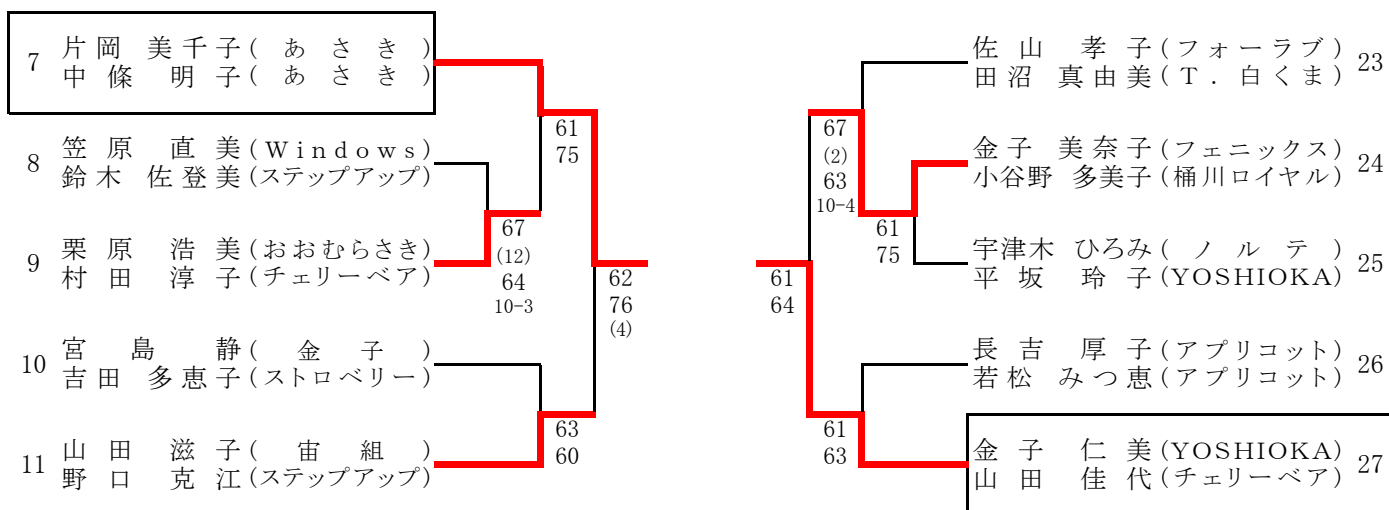 7
片岡 美千子(あさき)
中條 明子(あさき)
8
笠原 直美(Windows)
鈴木 佐登美(ステップアップ)
9
栗原 浩美(おおむらさき)
村田 淳子(チェリーベア)
10
宮島 静(金子)
吉田 多恵子(ストロベリー)
11
山田 滋子(宙組)
野口 克江(ステップアップ)
61
75
67
(12)
64
10-3
63
60
62
76
(4)
61
64
67
(2)
63
10-4
61
75
61
63
佐山 孝子(フォーラブ)
田沼 真由美(T.白くま)
23
金子 美奈子(フェニックス)
小谷野 多美子(桶川ロイヤル)
24
宇津木 ひろみ(ノルテ)
平坂 玲子(YOSHIOKA)
25
長吉 厚子(アプリコット)
若松 みつ恵(アプリコット)
26
金子 仁美(YOSHIOKA)
山田 佳代(チェリーベア)
27